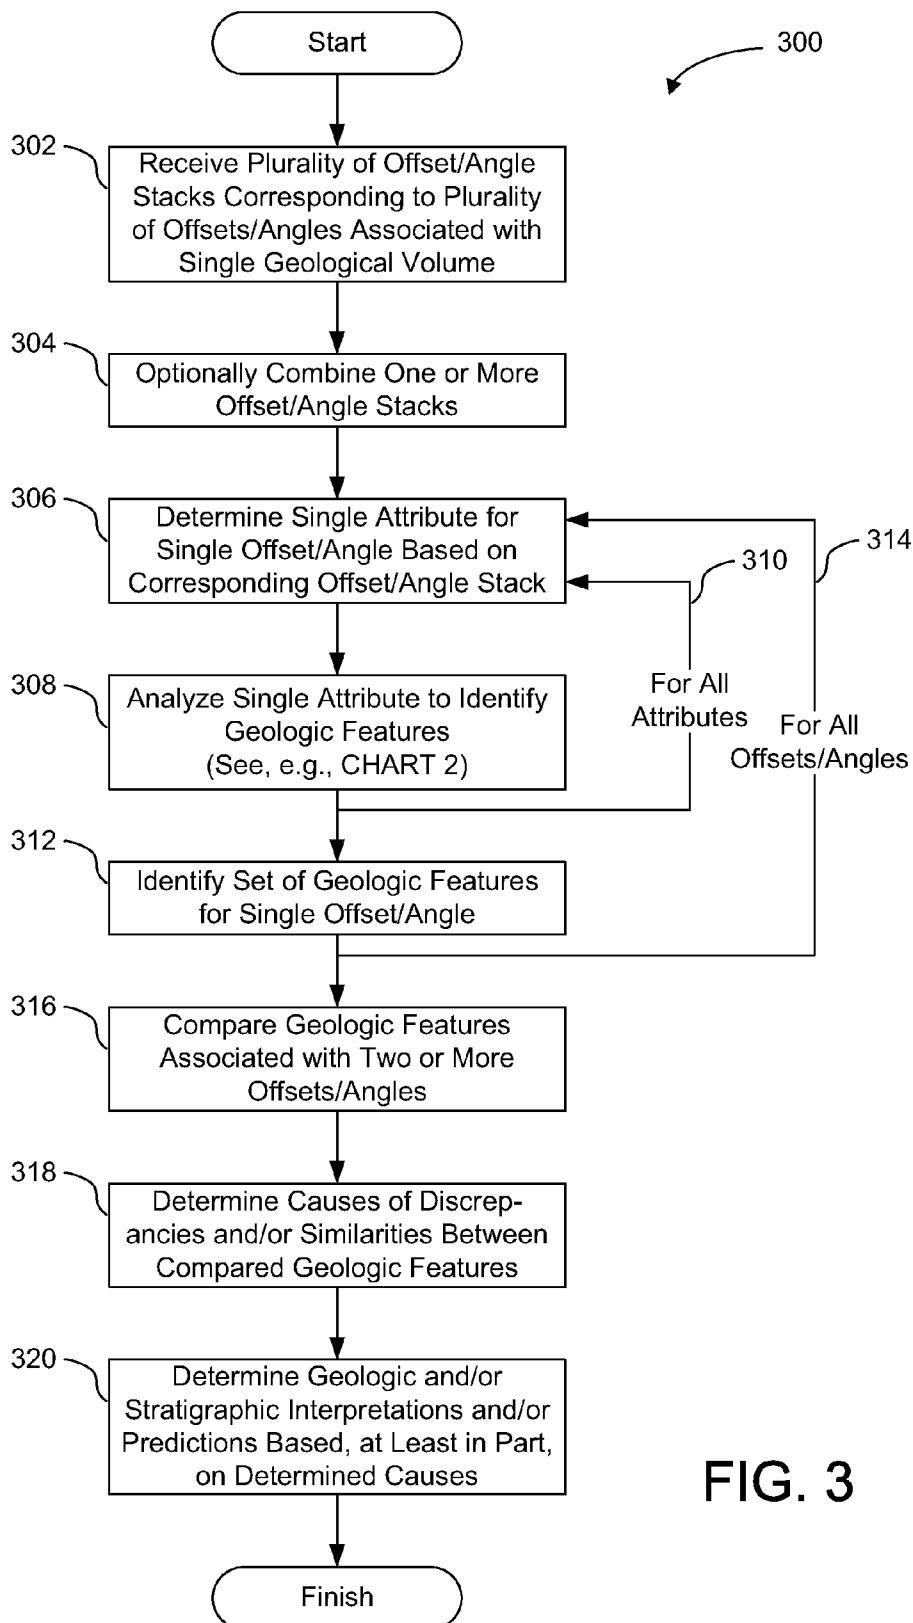 Start
300
302
Receive Plurality of Offset/Angle
Stacks Corresponding to Plurality
of Offsets/Angles Associated with
Single Geological Volume
304
Optionally Combine One or More
Offset/Angle Stacks
306
Determine Single Attribute for
Single Offset/Angle Based on
Corresponding Offset/Angle Stack
310
314
308
Analyze Single Attribute to Identify
Geologic Features
(See, e.g., CHART 2)
For All
Attributes
For All
Offsets/Angles
312
Identify Set of Geologic Features
for Single Offset/Angle
316
Compare Geologic Features
Associated with Two or More
Offsets/Angles
318
Determine Causes of Discrep-
ancies and/or Similarities Between
Compared Geologic Features
320
Determine Geologic and/or
Stratigraphic Interpretations and/or
Predictions Based, at Least in Part,
on Determined Causes
FIG. 3
Finish